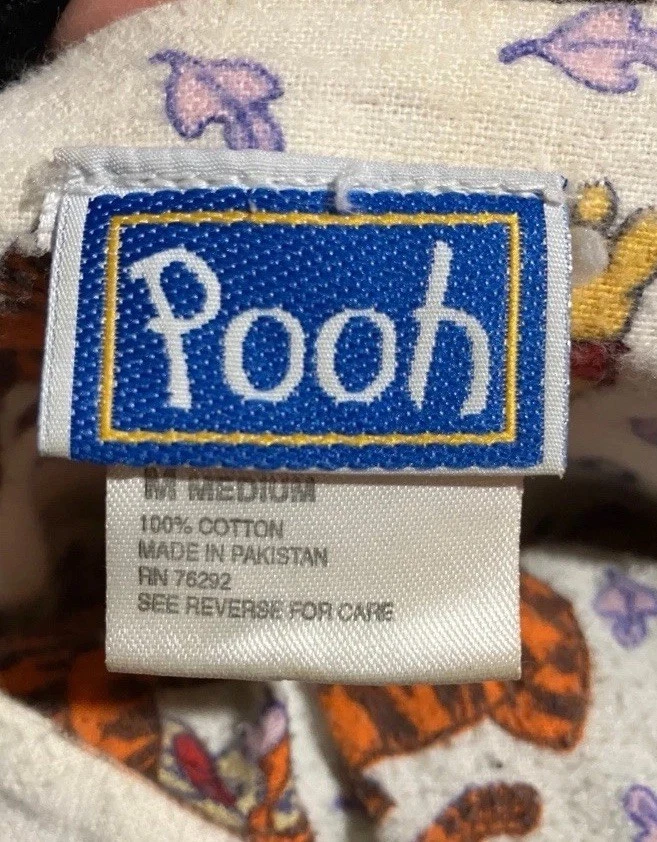 Pooh
M MEDIUM
100% COTTON
MADE IN PAKISTAN
RN 76292
SEE REVERSE FOR CARE